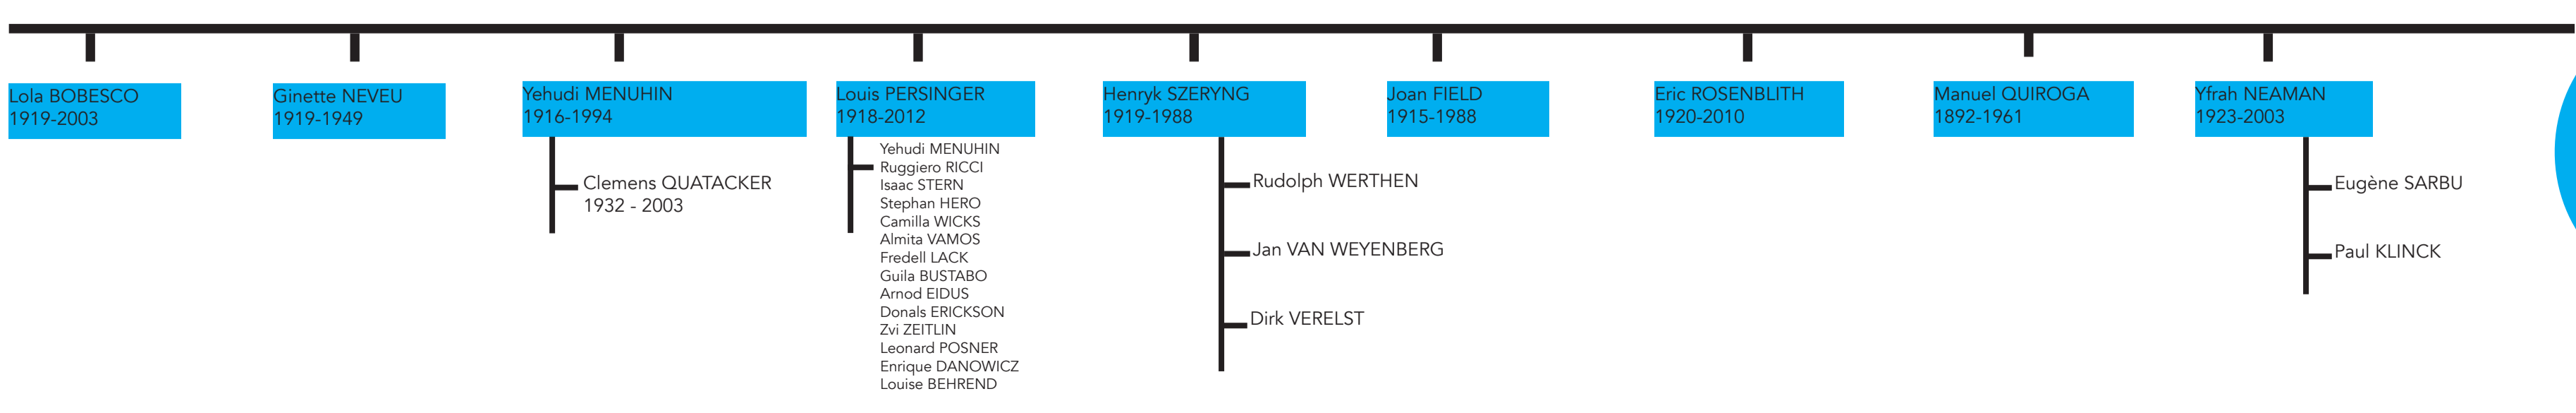 Lola BOBESCO
1919-2003
Ginette NEVEU
1919-1949
Yehudi MENUHIN
1916-1994
Clemens QUATACKER
1932 - 2003
Louis PERSINGER
1918-2012
Yehudi MENUHIN
Ruggiero RICCI
Isaac STERN
Stephan HERO
Camilla WICKS
Almita VAMOS
Fredell LACK
Guila BUSTABO
Arnod EIDUS
Donals ERICKSON
Zvi ZEITLIN
Leonard POSNER
Enrique DANOWICZ
Louise BEHREND
Henryk SZERYNG
1919-1988
Rudolph WERTHEN
Jan VAN WEYENBERG
Dirk VERELST
Joan FIELD
1915-1988
Eric ROSENBLITH
1920-2010
Manuel QUIROGA
1892-1961
Yfrah NEAMAN
1923-2003
Eugène SARBU
Paul KLINCK